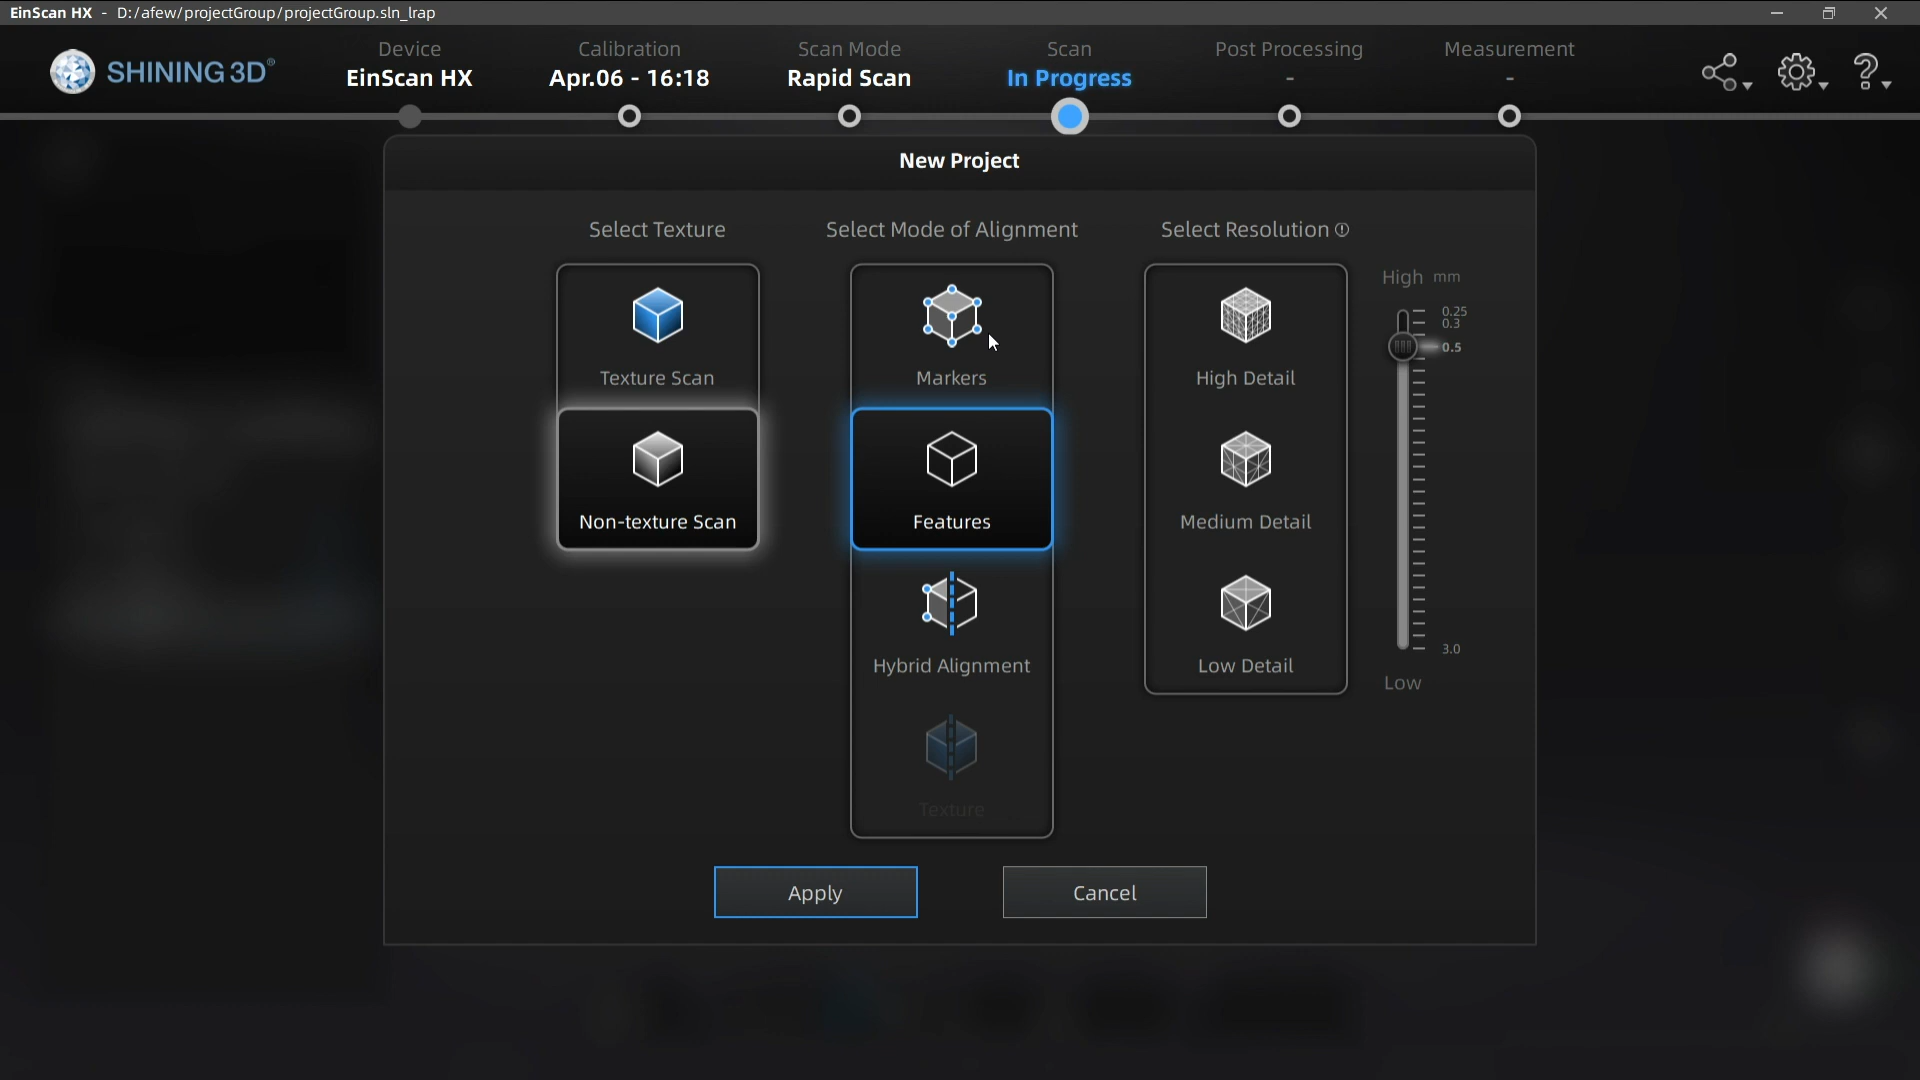 EinScan HX - D:/afew/projectGroup/projectGroup.sln_lrap
SHINING 3D®
Device
EinScan HX
Calibration
Apr.06 - 16:18
Scan Mode
Rapid Scan
Scan
In Progress
Post Processing
-
Measurement
-
New Project
Select Texture
Texture Scan
Non-texture Scan
Select Mode of Alignment
Markers
Features
Hybrid Alignment
Texture
Select Resolution
High Detail
Medium Detail
Low Detail
High mm
0.25
0.3
0.5
3.0
Low
Apply
Cancel